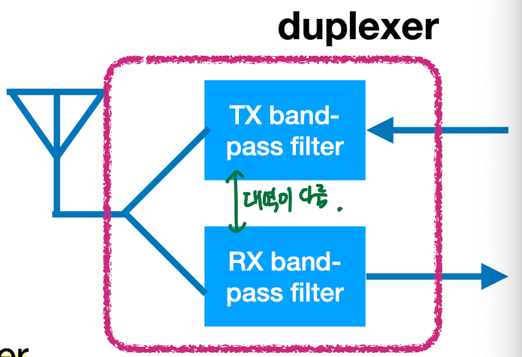 duplexer
TX band-
pass filter
대역이 다름.
RX band-
pass filter
er